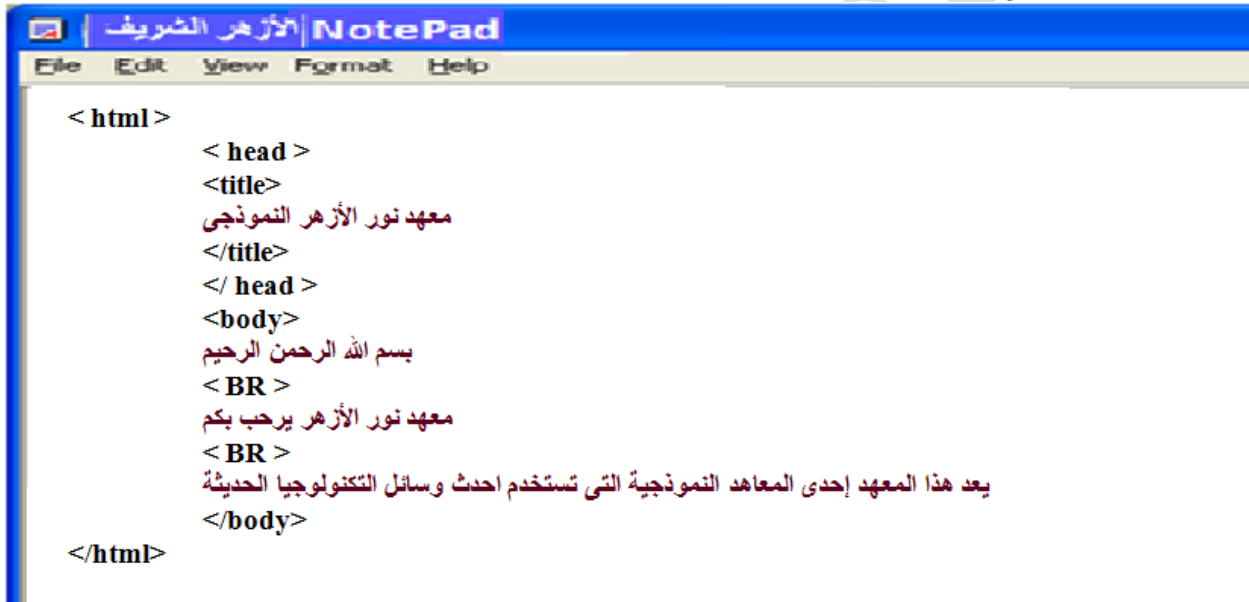 الأزهر الشريف | NotePad
File Edit View Format Help
< html >
< head >
<title>
معهد نور الأزهر النموذجى
</title>
</ head >
<body>
بسم الله الرحمن الرحيم
< BR >
معهد نور الأزهر يرحب بكم
< BR >
يعد هذا المعهد إحدى المعاهد النموذجية التى تستخدم احدث وسائل التكنولوجيا الحديثة
</body>
</html>